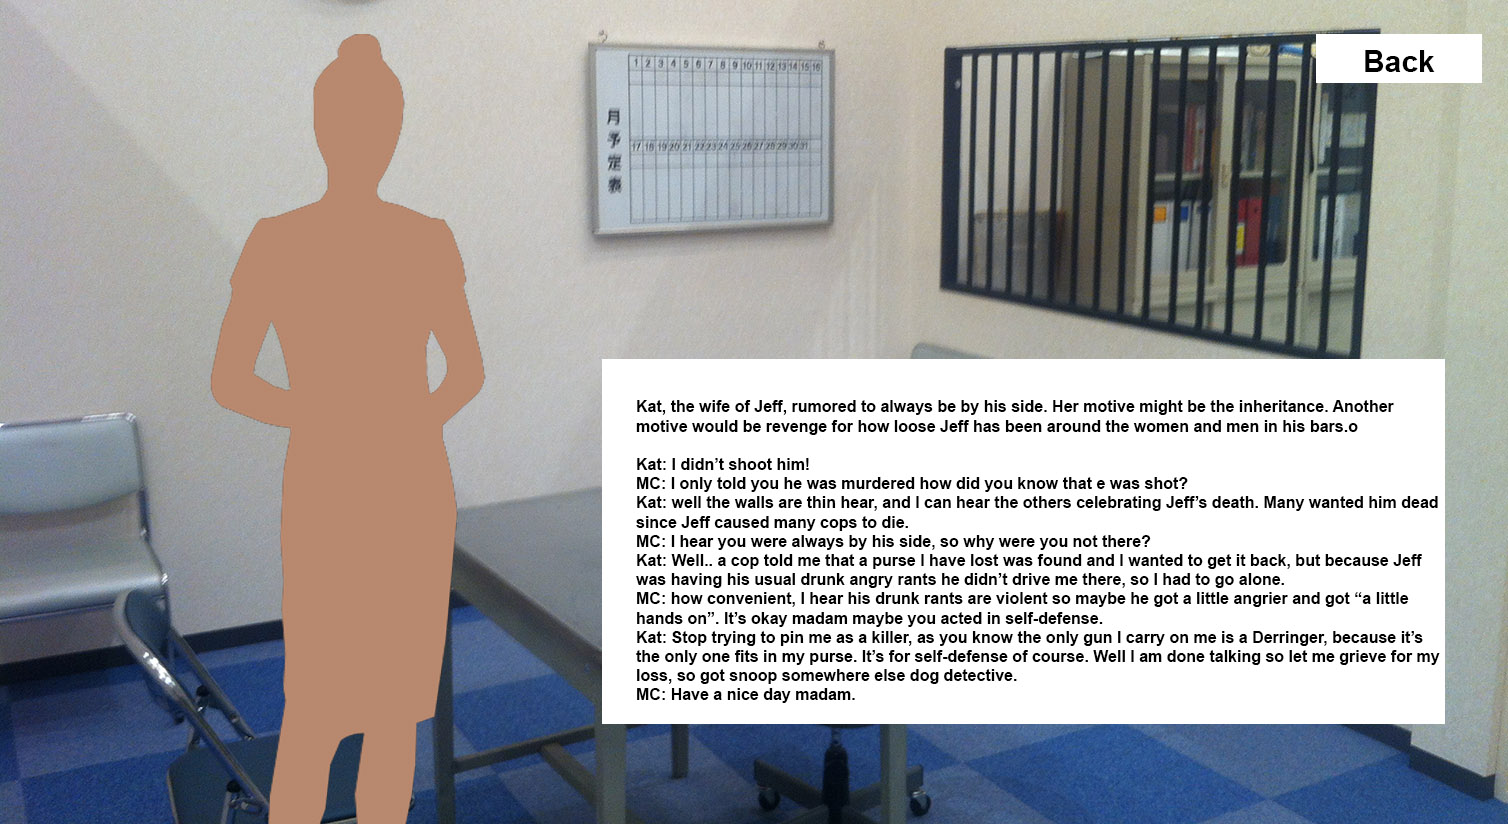 Back
1 2 3 4 5 6 7 8 9 10 11 12 13 14 15 16
月予定表
17 18 19 20 21 22 23 24 25 26 27 28 29 30 31
Kat, the wife of Jeff, rumored to always be by his side. Her motive might be the inheritance. Another
motive would be revenge for how loose Jeff has been around the women and men in his bars.o
Kat: I didn’t shoot him!
MC: I only told you he was murdered how did you know that e was shot?
Kat: well the walls are thin hear, and I can hear the others celebrating Jeff’s death. Many wanted him dead
since Jeff caused many cops to die.
MC: I hear you were always by his side, so why were you not there?
Kat: Well.. a cop told me that a purse I have lost was found and I wanted to get it back, but because Jeff
was having his usual drunk angry rants he didn’t drive me there, so I had to go alone.
MC: how convenient, I hear his drunk rants are violent so maybe he got a little angrier and got “a little
hands on”. It’s okay madam maybe you acted in self-defense.
Kat: Stop trying to pin me as a killer, as you know the only gun I carry on me is a Derringer, because it’s
the only one fits in my purse. It’s for self-defense of course. Well I am done talking so let me grieve for my
loss, so got snoop somewhere else dog detective.
MC: Have a nice day madam.